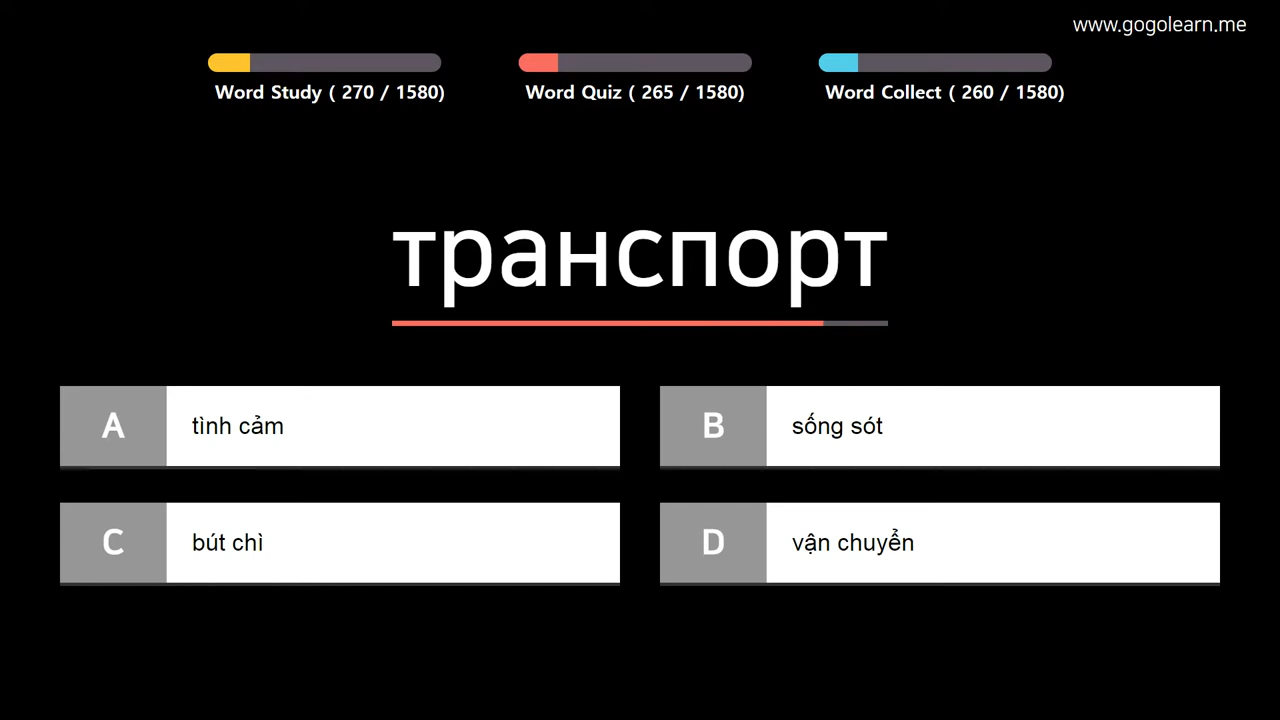 www.gogolearn.me
Word Study ( 270 / 1580)
Word Quiz ( 265 / 1580)
Word Collect ( 260 / 1580)
транспорт
A tình cảm
B sống sót
C bút chì
D vận chuyển